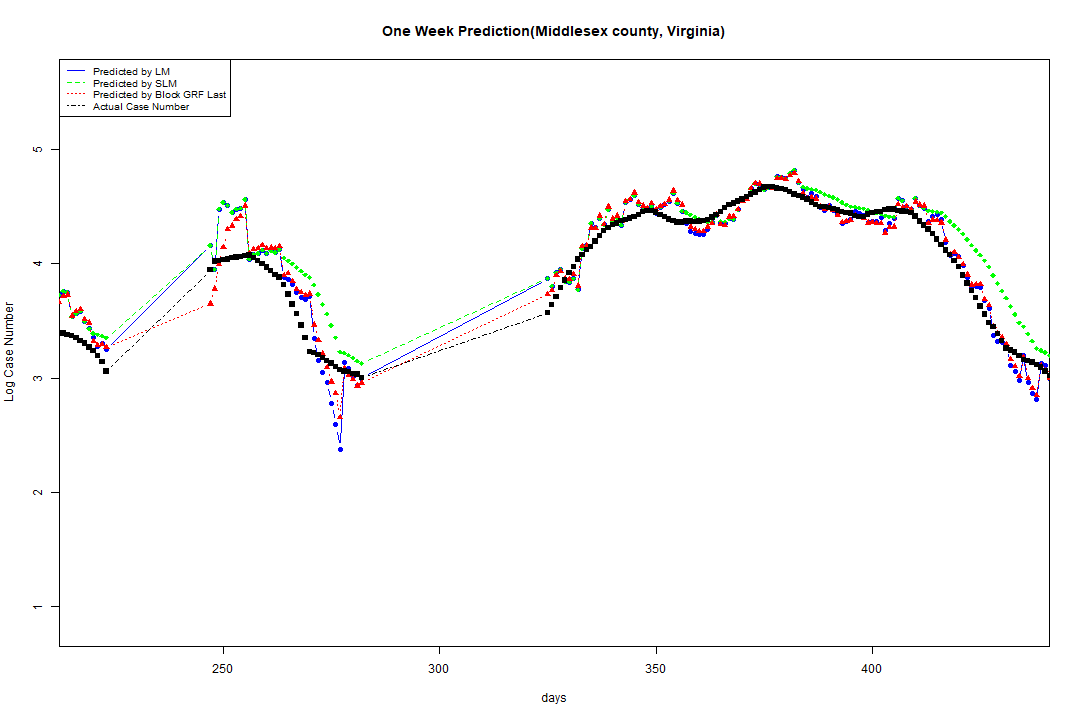 One Week Prediction(Middlesex county, Virginia)
Predicted by LM
Predicted by SLM
Predicted by Block GRF Last
Actual Case Number
5
4
3
2
1
Log Case Number
250 300 350 400
days